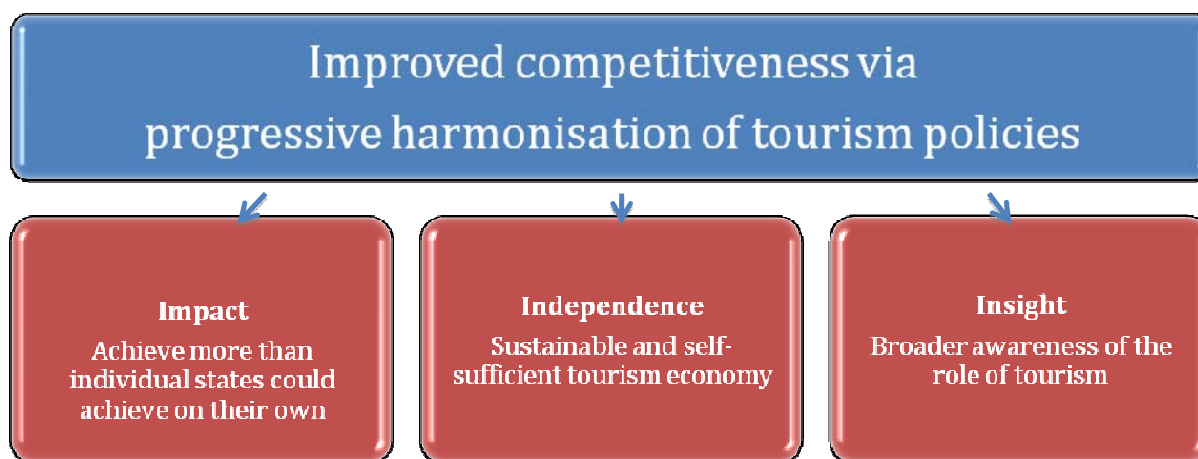 Improved competitiveness via
progressive harmonisation of tourism policies
Impact
Achieve more than
individual states could
achieve on their own
Independence
Sustainable and self-
sufficient tourism economy
Insight
Broader awareness of the
role of tourism